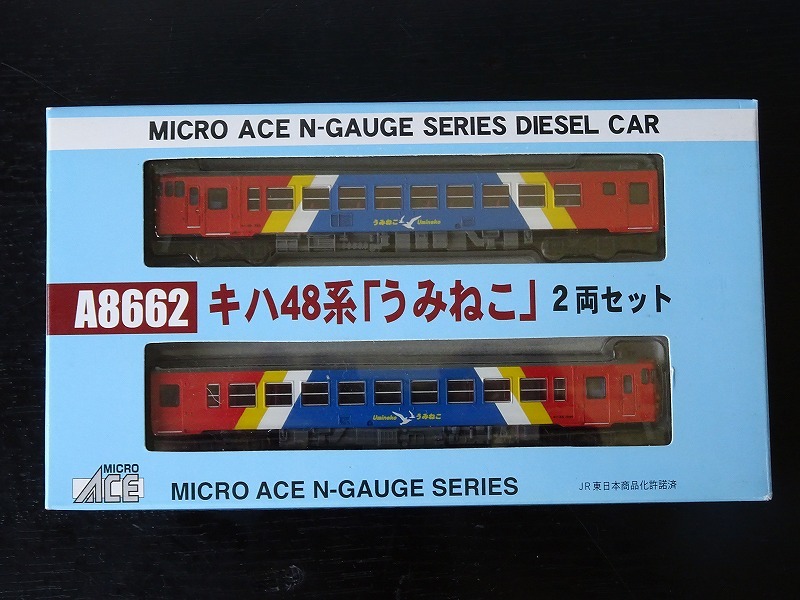 MICRO ACE N-GAUGE SERIES DIESEL CAR
うみねこ Umineko
A8662 キハ48系「うみねこ」 2両セット
Umineko うみねこ
MICRO ACE
MICRO ACE N-GAUGE SERIES
JR東日本商品化許諾済